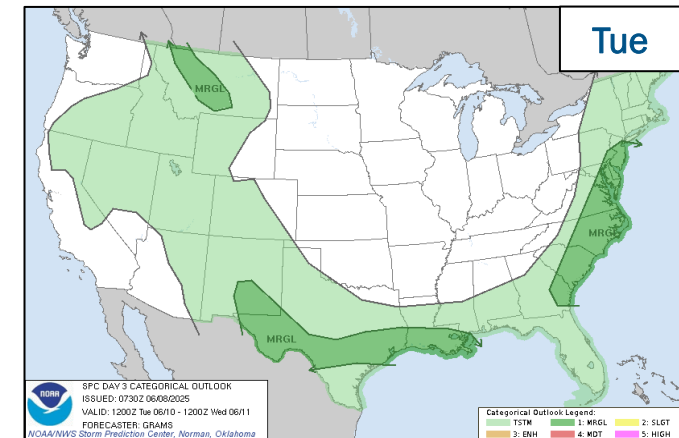 Tue
MRGL
MRGL
MRGL
SPC DAY 3 CATEGORICAL OUTLOOK
ISSUED: 0730Z 06/08/2025
VALID: 1200Z Tue 06/10 - 1200Z Wed 06/11
FORECASTER: GRAMS
NOAA/NWS Storm Prediction Center, Norman, Oklahoma
NOAA
Categorical Outlook Legend:
TSTM 1: MRGL 2: SLGT
3: ENH 4: MDT 5: HIGH